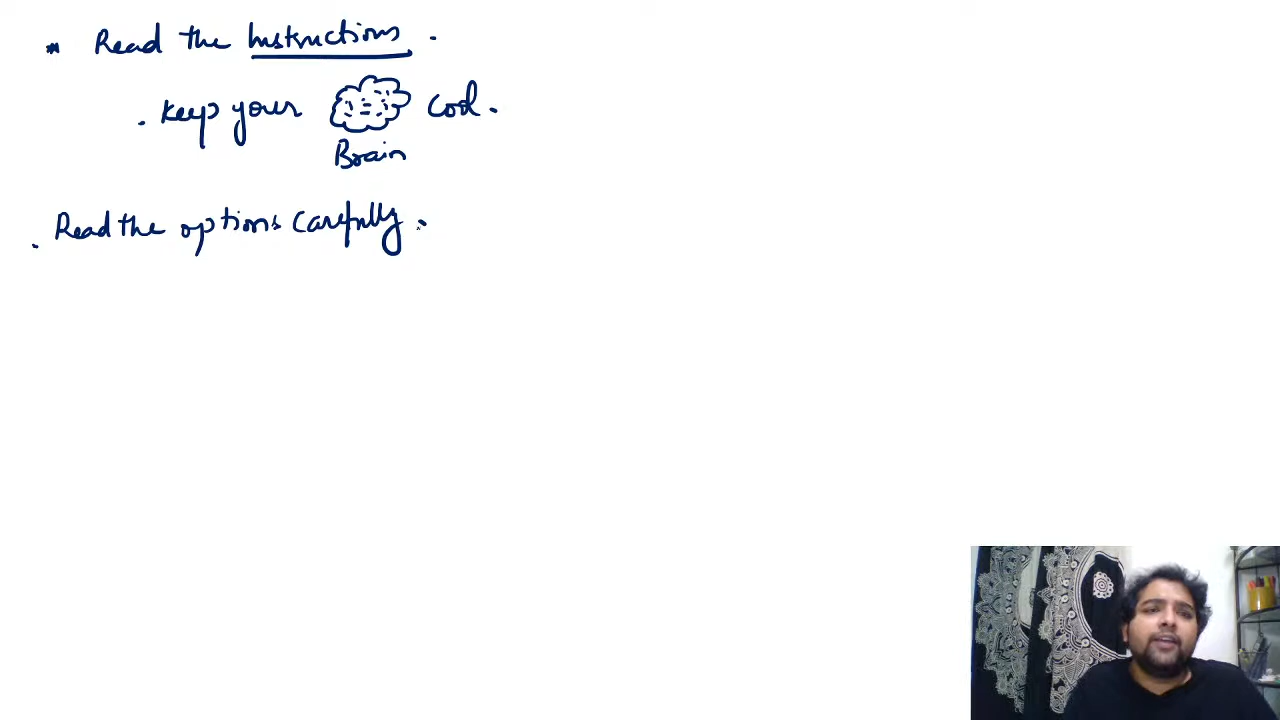 * Read the Instructions .
. keep your cool.
Brain
. Read the options carefully.